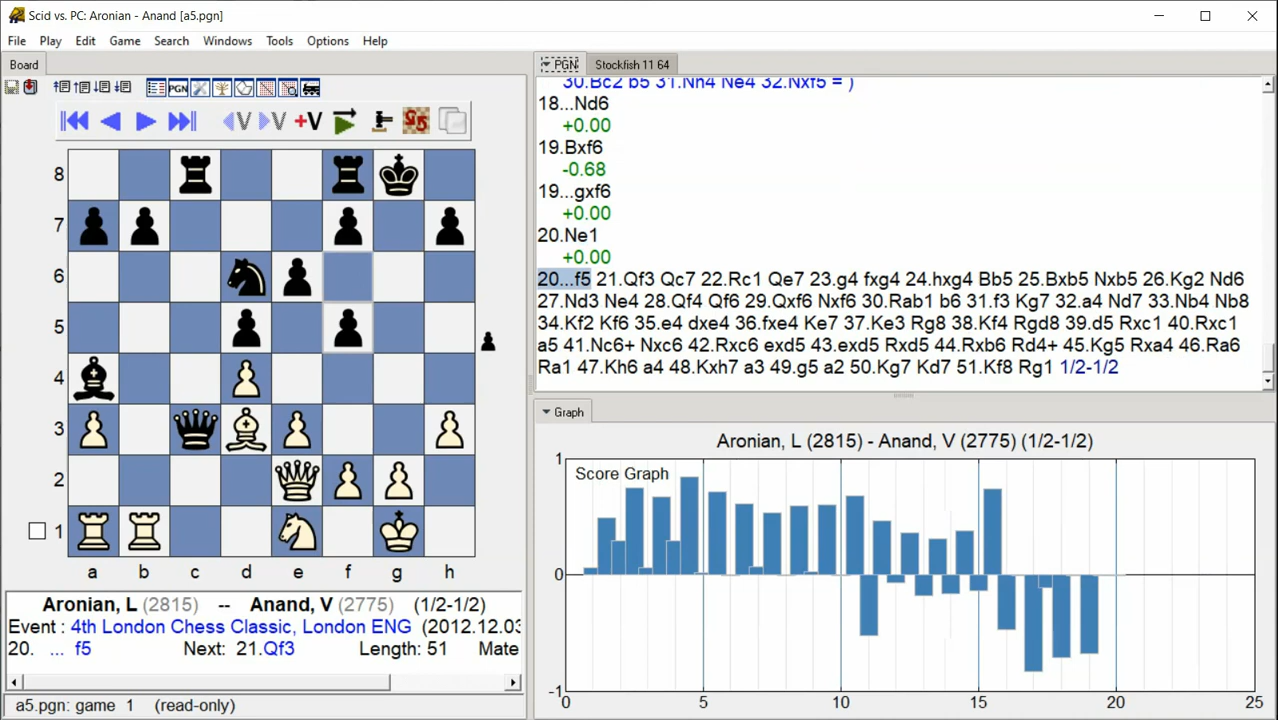 Scid vs. PC: Aronian - Anand [a5.pgn]
File Play Edit Game Search Windows Tools Options Help
Board
PGN
Stockfish 11 64
PGN
V V +V
30.Bc2 b5 31.Nh4 Ne4 32.Nxf5 = )
18...Nd6
+0.00
19.Bxf6
-0.68
19...gxf6
+0.00
20.Ne1
+0.00
20...f5 21.Qf3 Qc7 22.Rc1 Qe7 23.g4 fxg4 24.hxg4 Bb5 25.Bxb5 Nxb5 26.Kg2 Nd6
27.Nd3 Ne4 28.Qf4 Qf6 29.Qxf6 Nxf6 30.Rab1 b6 31.f3 Kg7 32.a4 Nd7 33.Nb4 Nb8
34.Kf2 Kf6 35.e4 dxe4 36.fxe4 Ke7 37.Ke3 Rg8 38.Kf4 Rgd8 39.d5 Rxc1 40.Rxc1
a5 41.Nc6+ Nxc6 42.Rxc6 exd5 43.exd5 Rxd5 44.Rxb6 Rd4+ 45.Kg5 Rxa4 46.Ra6
Ra1 47.Kh6 a4 48.Kxh7 a3 49.g5 a2 50.Kg7 Kd7 51.Kf8 Rg1 1/2-1/2
8
7
6
5
4
3
2
1
a b c d e f g h
Aronian, L (2815) -- Anand, V (2775) (1/2-1/2)
Event : 4th London Chess Classic, London ENG (2012.12.03
20. ... f5 Next: 21.Qf3 Length: 51 Mate
a5.pgn: game 1 (read-only)
Graph
Aronian, L (2815) - Anand, V (2775) (1/2-1/2)
Score Graph
1
0
-1
0 5 10 15 20 25